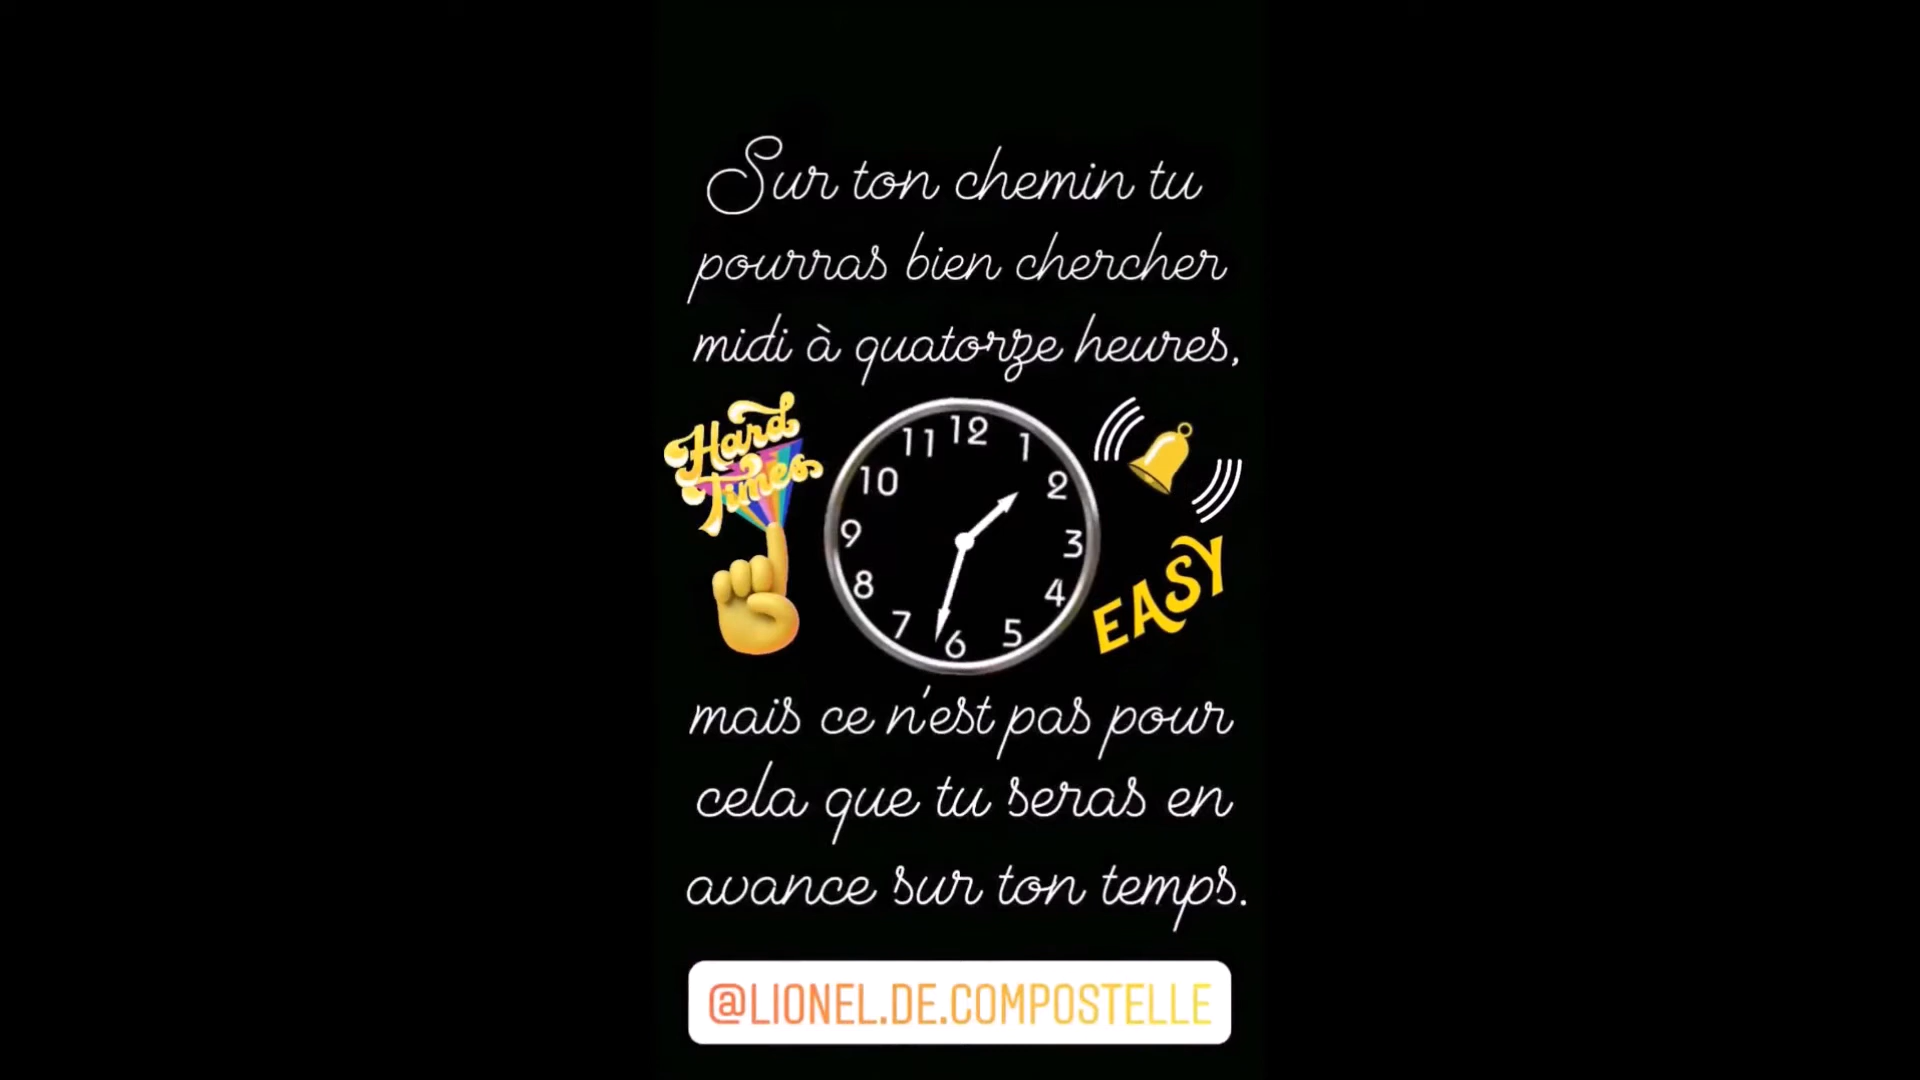 Sur ton chemin tu
pourras bien chercher
midi à quatorze heures,
Hard
Times
12
1
2
3
4
5
6
7
8
9
10
11
EASY
mais ce n'est pas pour
cela que tu seras en
avance sur ton temps.
@LIONEL.DE.COMPOSTELLE